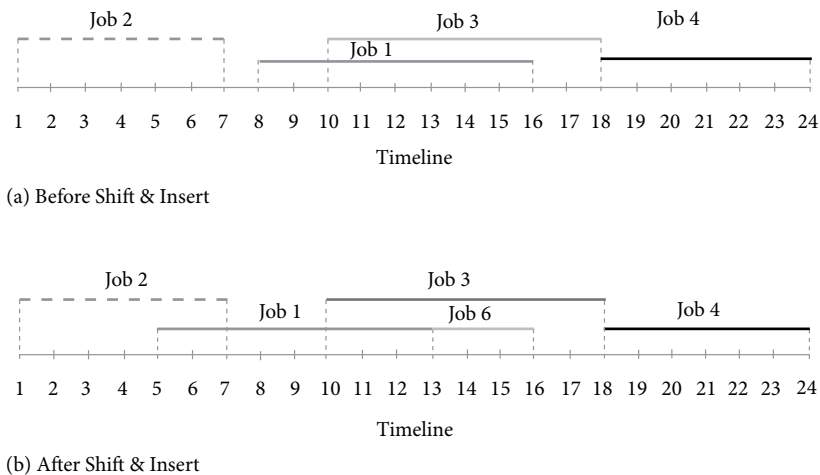 Job 2
Job 3
Job 4
Job 1
1 2 3 4 5 6 7 8 9 10 11 12 13 14 15 16 17 18 19 20 21 22 23 24
Timeline
(a) Before Shift & Insert
Job 2
Job 3
Job 1
Job 6
Job 4
1 2 3 4 5 6 7 8 9 10 11 12 13 14 15 16 17 18 19 20 21 22 23 24
Timeline
(b) After Shift & Insert